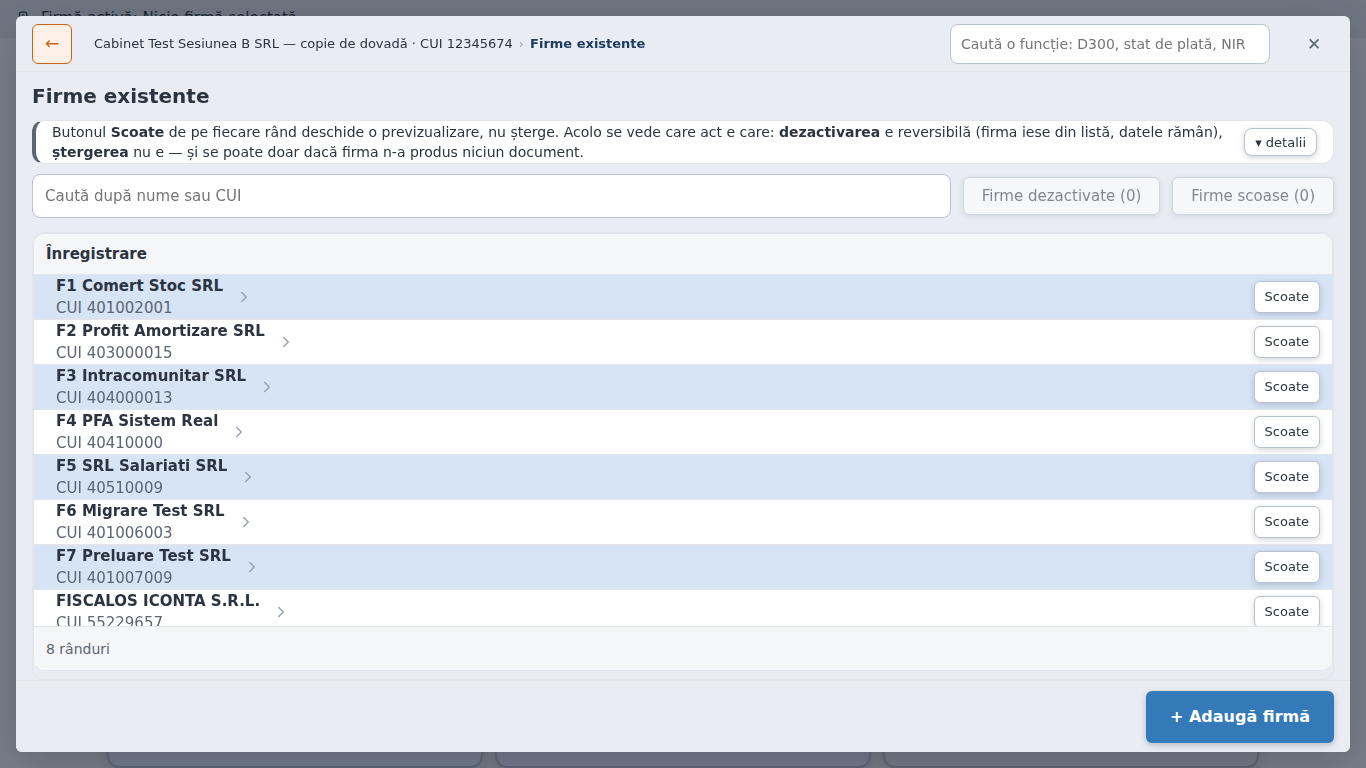 Firmă activă: Nicio firmă selectată
←
Cabinet Test Sesiunea B SRL — copie de dovadă · CUI 12345674 › Firme existente
Caută o funcție: D300, stat de plată, NIR
✕
Firme existente
Butonul Scoate de pe fiecare rând deschide o previzualizare, nu șterge. Acolo se vede care act e care: dezactivarea e reversibilă (firma iese din listă, datele rămân),
ștergerea nu e — și se poate doar dacă firma n-a produs niciun document.
▾ detalii
Caută după nume sau CUI
Firme dezactivate (0)
Firme scoase (0)
Înregistrare
F1 Comert Stoc SRL
CUI 401002001
Scoate
F2 Profit Amortizare SRL
CUI 403000015
Scoate
F3 Intracomunitar SRL
CUI 404000013
Scoate
F4 PFA Sistem Real
CUI 40410000
Scoate
F5 SRL Salariati SRL
CUI 40510009
Scoate
F6 Migrare Test SRL
CUI 401006003
Scoate
F7 Preluare Test SRL
CUI 401007009
Scoate
FISCALOS ICONTA S.R.L.
CUI 55229657
Scoate
8 rânduri
+ Adaugă firmă